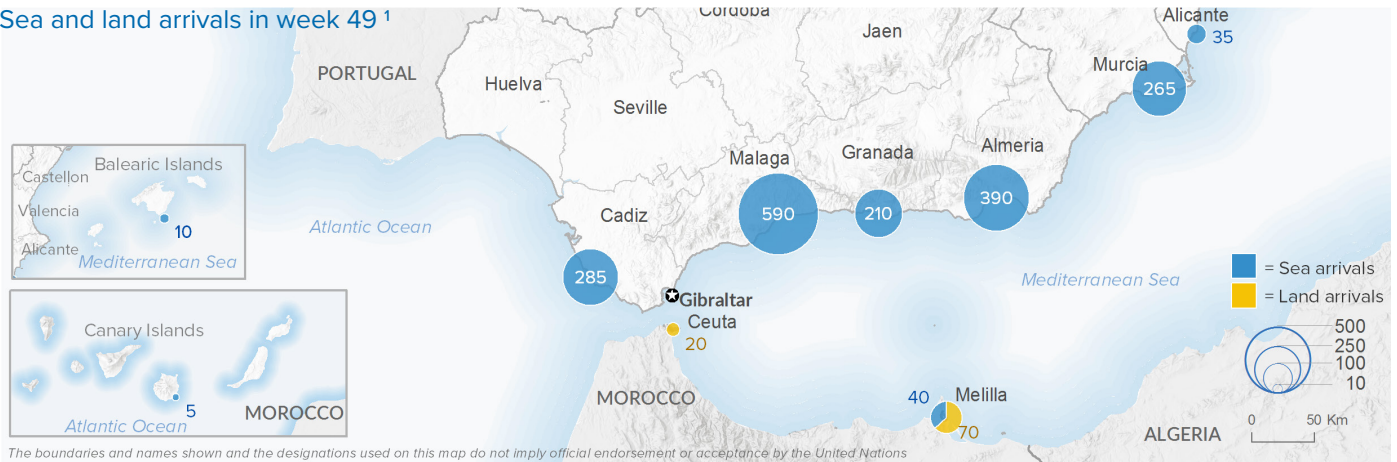 Sea and land arrivals in week 49 ¹
Cordoba
Alicante
35
Jaen
Murcia
265
PORTUGAL
Huelva
Seville
Almeria
390
Granada
210
Malaga
590
Cadiz
285
Atlantic Ocean
Mediterranean Sea
Balearic Islands
Castellon
Valencia
10
Alicante
Mediterranean Sea
Canary Islands
5
MOROCCO
Atlantic Ocean
Gibraltar
Ceuta
20
MOROCCO
40
Melilla
70
ALGERIA
= Sea arrivals
= Land arrivals
500
250
100
10
0 50 Km
The boundaries and names shown and the designations used on this map do not imply official endorsement or acceptance by the United Nations